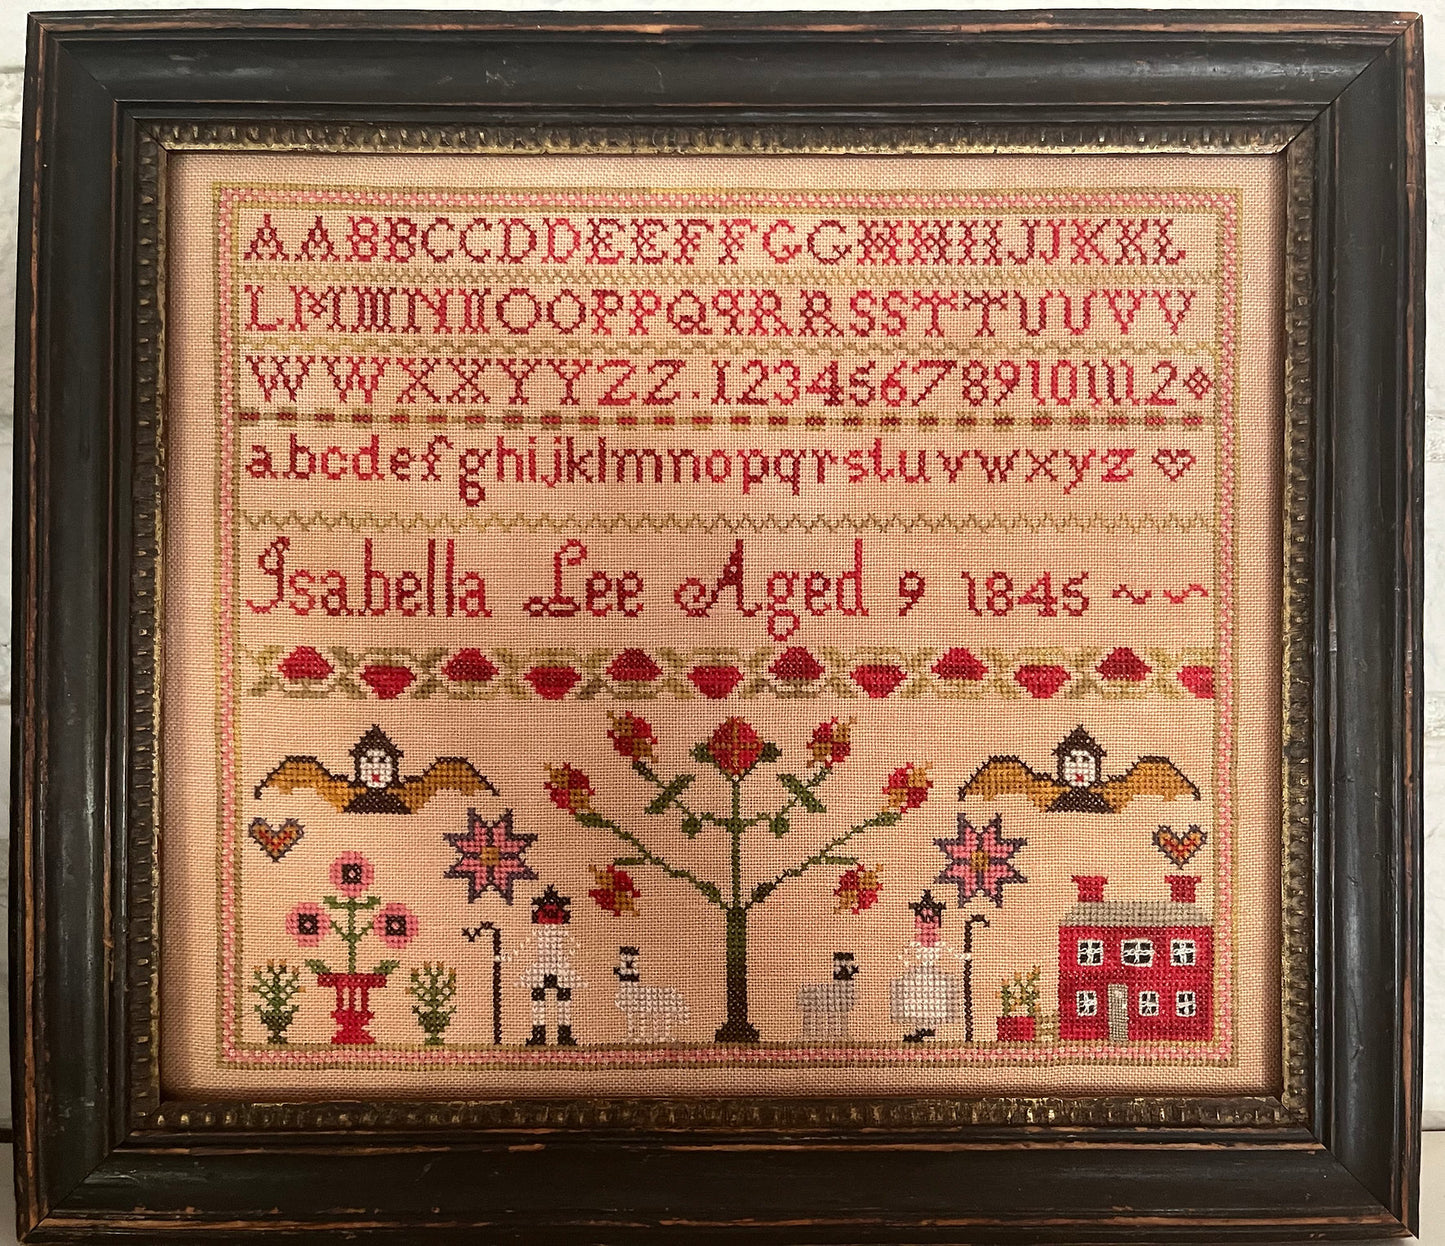 AABBCCDDEEFFGGHHIIJJKKL
LMMNNOOPPQqRRSSTTUUVV
WWXXYYZZ.123456789101112
abcdefghijklmnopqrstuvwxyz
Isabella Lee Aged 9 1845